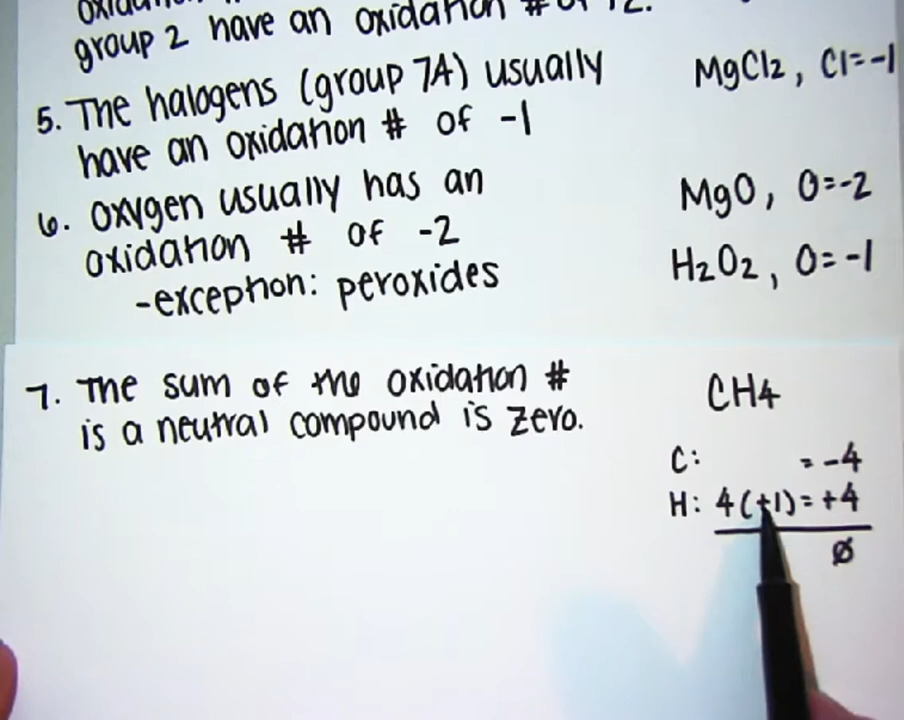 group 2 have an oxidation # of +2.
5. The halogens (group 7A) usually
have an oxidation # of -1
MgCl2, Cl=-1
6. Oxygen usually has an
oxidation # of -2
-exception: peroxides
MgO, O=-2
H2O2, O=-1
7. The sum of the oxidation #
is a neutral compound is zero.
CH4
C: = -4
H: 4(+1)= +4
0